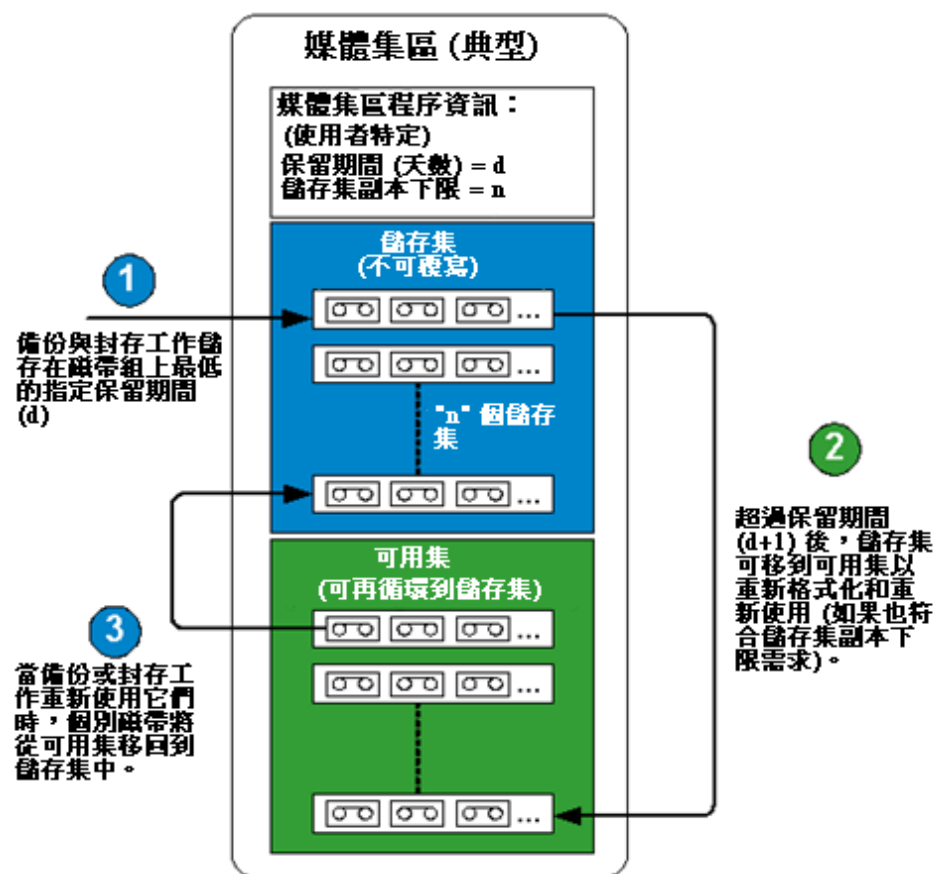 媒體集區 (典型)
媒體集區程序資訊：
(使用者特定)
保留期間 (天數) = d
儲存集副本下限 = n
儲存集
(不可複寫)
1
備份與封存工作儲
存在磁帶組上最低
的指定保留期間
(d)
...
...
"n" 個儲存
集
...
2
超過保留期間
(d+1) 後，儲存集
可移到可用集以
重新格式化和重
新使用 (如果也符
合儲存集副本下
限需求)。
可用集
(可再循環到儲存集)
3
當備份或封存工
作重新使用它們
時，個別磁帶將
從可用集移回到
儲存集中。
...
...
...